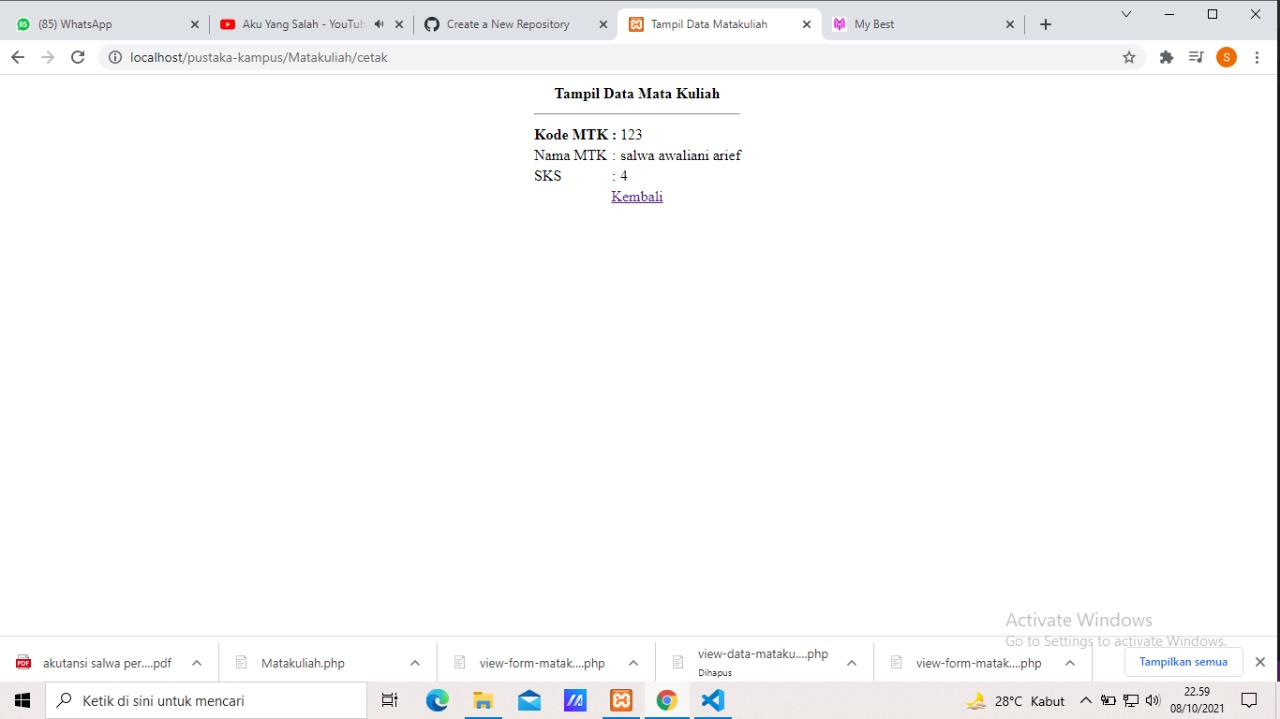 (85) WhatsApp
Aku Yang Salah - YouTub
Create a New Repository
Tampil Data Matakuliah
My Best
localhost/pustaka-kampus/Matakuliah/cetak
S
Tampil Data Mata Kuliah
Kode MTK : 123
Nama MTK : salwa awaliani arief
SKS : 4
Kembali
Activate Windows
Go to Settings to activate Windows.
akutansi salwa per....pdf
Matakuliah.php
view-form-matak....php
view-data-mataku....php
Dihapus
view-form-matak....php
Tampilkan semua
Ketik di sini untuk mencari
28°C Kabut
22.59
08/10/2021